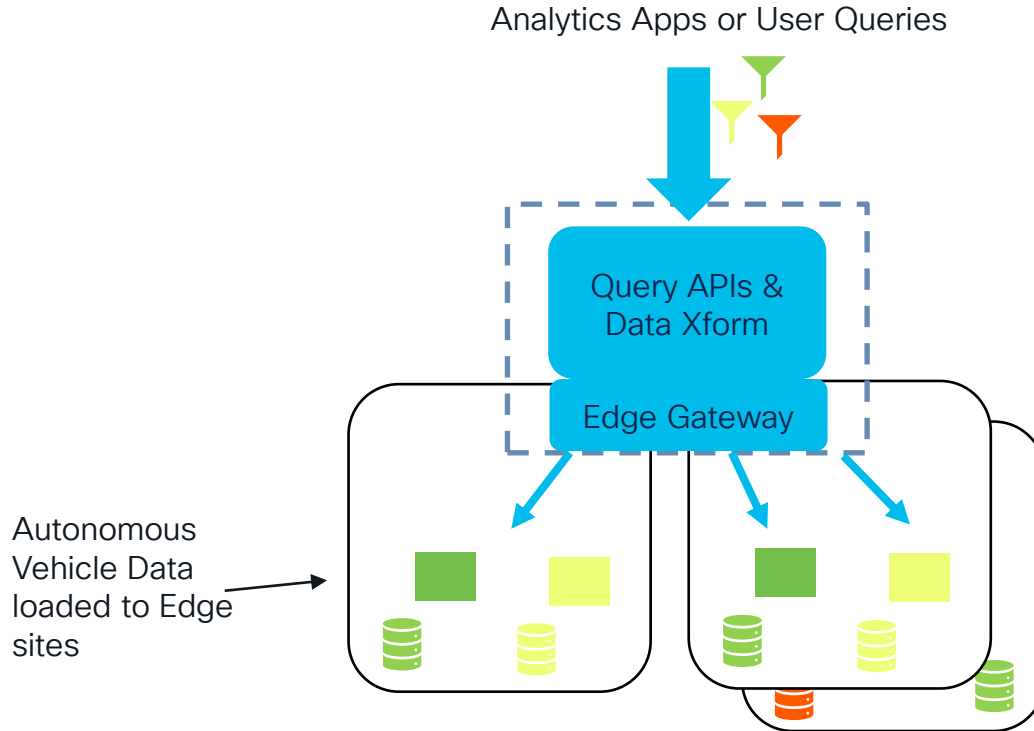 Analytics Apps or User Queries
Query APIs &
Data Xform
Edge Gateway
Autonomous
Vehicle Data
loaded to Edge
sites